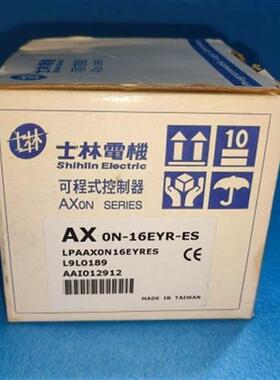 士林
士林電機
Shihlin Electric
可程式控制器
AX0N SERIES
10
AX 0N-16EYR-ES
LPAAX0N16EYRES
L9L0189
AAI012912
CE
MADE IN TAIWAN